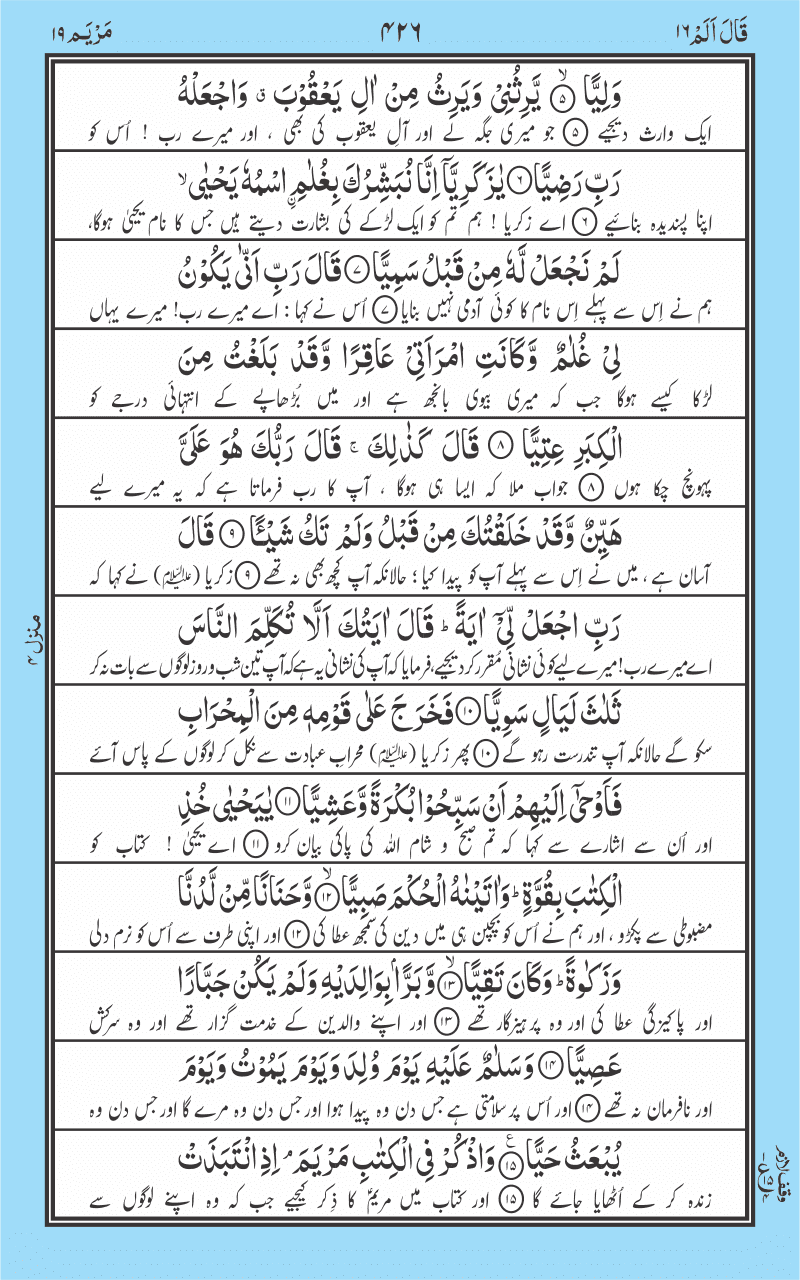 قَالَ اَلَمْ ۱۶
۴۲۶
مَرْيَم ۱۹
وَلِيًّا ۙ﴿۵﴾ يَّرِثُنِيْ وَيَرِثُ مِنْ اٰلِ يَعْقُوْبَ ۖ وَاجْعَلْهُ
ایک وارث دیجیے ﴿۵﴾ جو میری جگہ لے اور آلِ یعقوب کی بھی ، اور میرے رب ! اُس کو
رَبِّ رَضِيًّا ﴿۶﴾ يٰزَكَرِيَّآ اِنَّا نُبَشِّرُكَ بِغُلٰمِ اۨسْمُهٗ يَحْيٰى ۙ
اپنا پسندیدہ بنائیے ﴿۶﴾ اے زکریا ! ہم تم کو ایک لڑکے کی بشارت دیتے ہیں جس کا نام یحییٰ ہوگا،
لَمْ نَجْعَلْ لَّهٗ مِنْ قَبْلُ سَمِيًّا ﴿۷﴾ قَالَ رَبِّ اَنّٰى يَكُوْنُ
ہم نے اِس سے پہلے اِس نام کا کوئی آدمی نہیں بنایا ﴿۷﴾ اُس نے کہا : اے میرے رب! میرے یہاں
لِيْ غُلٰمٌ وَّكَانَتِ امْرَاَتِيْ عَاقِرًا وَّقَدْ بَلَغْتُ مِنَ
لڑکا کیسے ہوگا جب کہ میری بیوی بانجھ ہے اور میں بُڑھاپے کے انتہائی درجے کو
الْكِبَرِ عِتِيًّا ﴿۸﴾ قَالَ كَذٰلِكَ ۚ قَالَ رَبُّكَ هُوَ عَلَيَّ
پہونچ چکا ہوں ﴿۸﴾ جواب ملا کہ ایسا ہی ہوگا ، آپ کا رب فرماتا ہے کہ یہ میرے لیے
هَيِّنٌ وَّقَدْ خَلَقْتُكَ مِنْ قَبْلُ وَلَمْ تَكُ شَيْـًٔا ﴿۹﴾ قَالَ
آسان ہے ، میں نے اِس سے پہلے آپ کو پیدا کیا ؛ حالانکہ آپ کچھ بھی نہ تھے ﴿۹﴾ زکریا (علیہ السلام) نے کہا کہ
رَبِّ اجْعَلْ لِّيْٓ اٰيَةً ؕ قَالَ اٰيَتُكَ اَلَّا تُكَلِّمَ النَّاسَ
اے میرے رب! میرے لیے کوئی نشانی مُقرر کر دیجیے، فرمایا کہ آپ کی نشانی یہ ہے کہ آپ تین شب و روز لوگوں سے بات نہ کر
ثَلٰثَ لَيَالٍ سَوِيًّا ﴿۱۰﴾ فَخَرَجَ عَلٰى قَوْمِهٖ مِنَ الْمِحْرَابِ
سکو گے حالانکہ آپ تندرست رہو گے ﴿۱۰﴾ پھر زکریا (علیہ السلام) محرابِ عبادت سے نکل کر لوگوں کے پاس آئے
فَاَوْحٰٓى اِلَيْهِمْ اَنْ سَبِّحُوْا بُكْرَةً وَّعَشِيًّا ﴿۱۱﴾ يٰيَحْيٰى خُذِ
اور اُن سے اشارے سے کہا کہ تم صبح و شام اللہ کی پاکی بیان کرو ﴿۱۱﴾ اے یحییٰ ! کتاب کو
الْكِتٰبَ بِقُوَّةٍ ؕ وَاٰتَيْنٰهُ الْحُكْمَ صَبِيًّا ۙ﴿۱۲﴾ وَّحَنَانًا مِّنْ لَّدُنَّا
مضبوطی سے پکڑو ، اور ہم نے اُس کو بچپن ہی میں دین کی سمجھ عطا کی ﴿۱۲﴾ اور اپنی طرف سے اُس کو نرم دلی
وَزَكٰوةً ؕ وَكَانَ تَقِيًّا ۙ﴿۱۳﴾ وَّبَرًّاۢ بِوَالِدَيْهِ وَلَمْ يَكُنْ جَبَّارًا
اور پاکیزگی عطا کی اور وہ پرہیزگار تھے ﴿۱۳﴾ اور اپنے والدین کے خدمت گزار تھے اور وہ سرکش
عَصِيًّا ﴿۱۴﴾ وَسَلٰمٌ عَلَيْهِ يَوْمَ وُلِدَ وَيَوْمَ يَمُوْتُ وَيَوْمَ
اور نافرمان نہ تھے ﴿۱۴﴾ اور اُس پر سلامتی ہے جس دن وہ پیدا ہوا اور جس دن وہ مرے گا اور جس دن وہ
يُبْعَثُ حَيًّا ﴿۱۵﴾ۧ وَاذْكُرْ فِي الْكِتٰبِ مَرْيَمَ ۘ اِذِ انْتَبَذَتْ
زندہ کر کے اُٹھایا جائے گا ﴿۱۵﴾ اور کتاب میں مریمؑ کا ذِکر کیجیے جب کہ وہ اپنے لوگوں سے
منزل ۴
وقف لازم